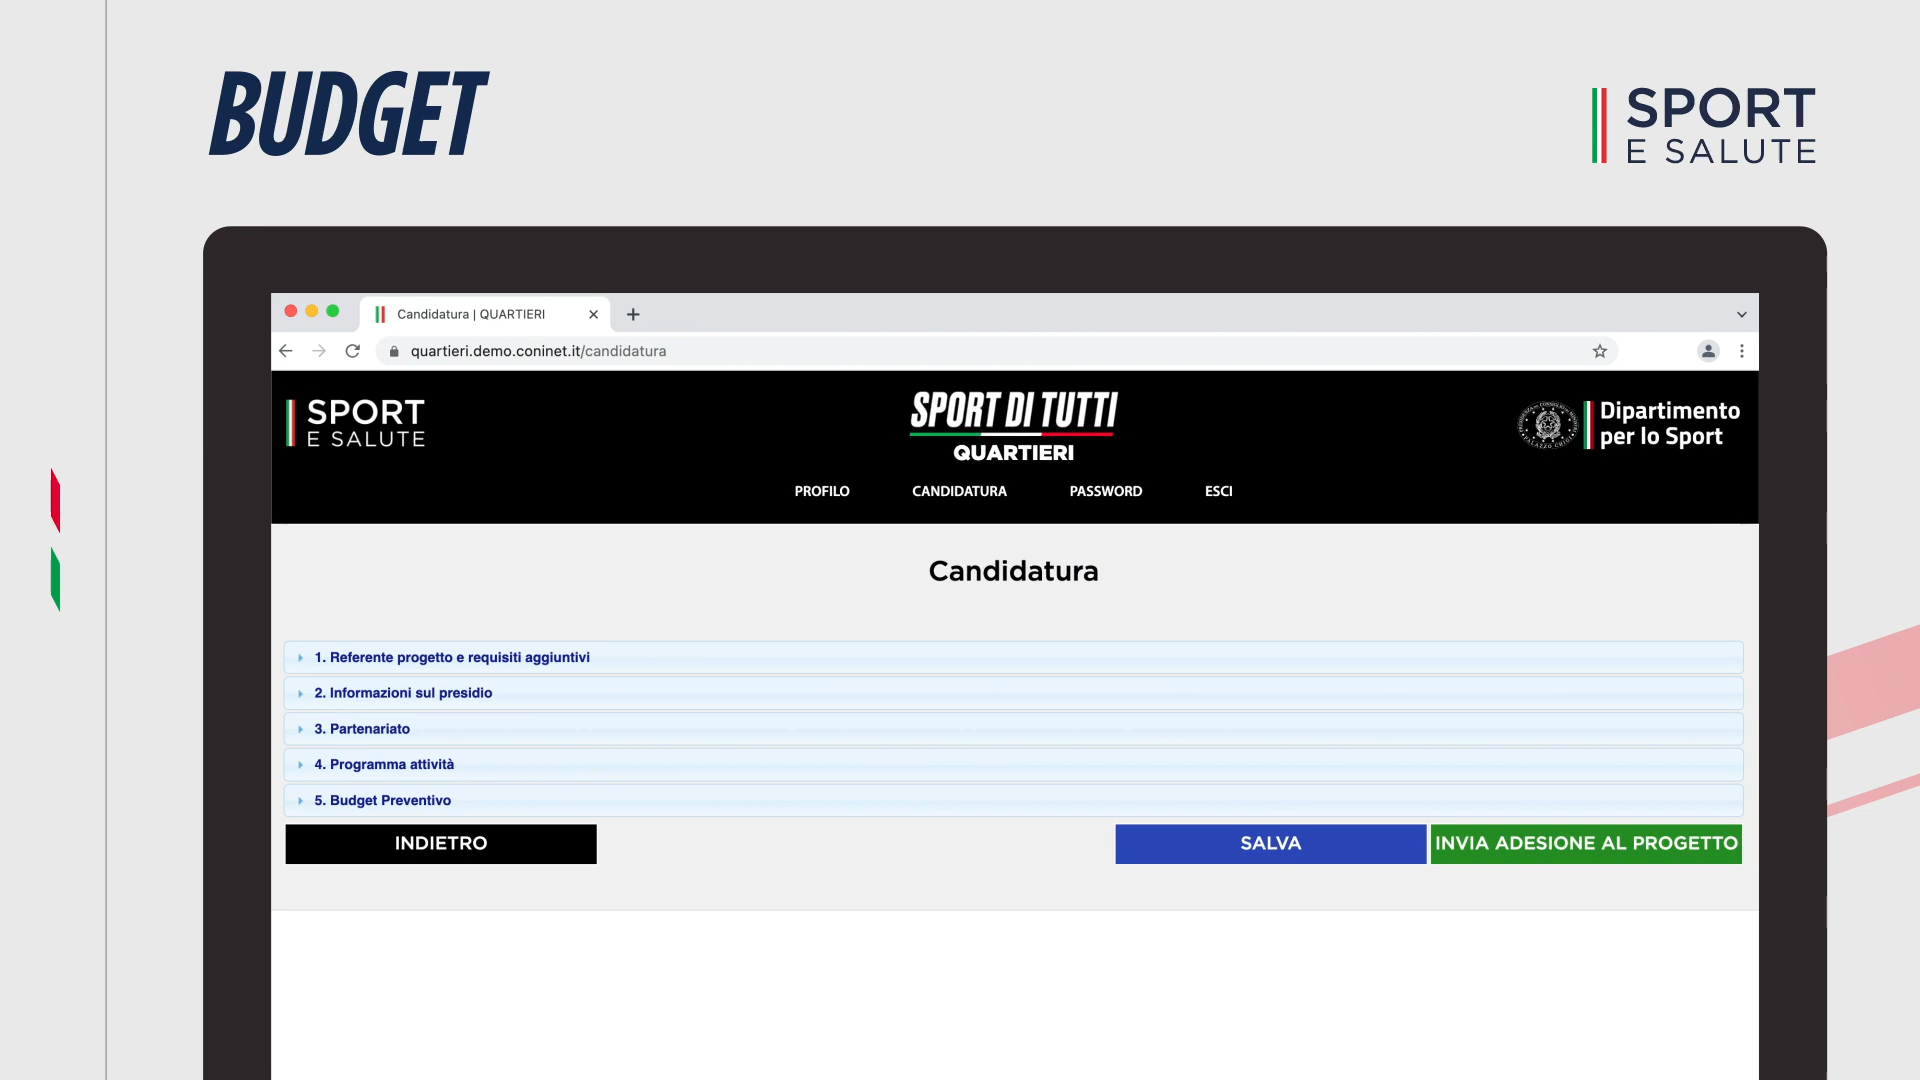 BUDGET
SPORT
E SALUTE
Candidatura | QUARTIERI
quartieri.demo.coninet.it/candidatura
SPORT
E SALUTE
SPORT DI TUTTI
QUARTIERI
Dipartimento
per lo Sport
PROFILO CANDIDATURA PASSWORD ESCI
Candidatura
1. Referente progetto e requisiti aggiuntivi
2. Informazioni sul presidio
3. Partenariato
4. Programma attività
5. Budget Preventivo
INDIETRO SALVA INVIA ADESIONE AL PROGETTO